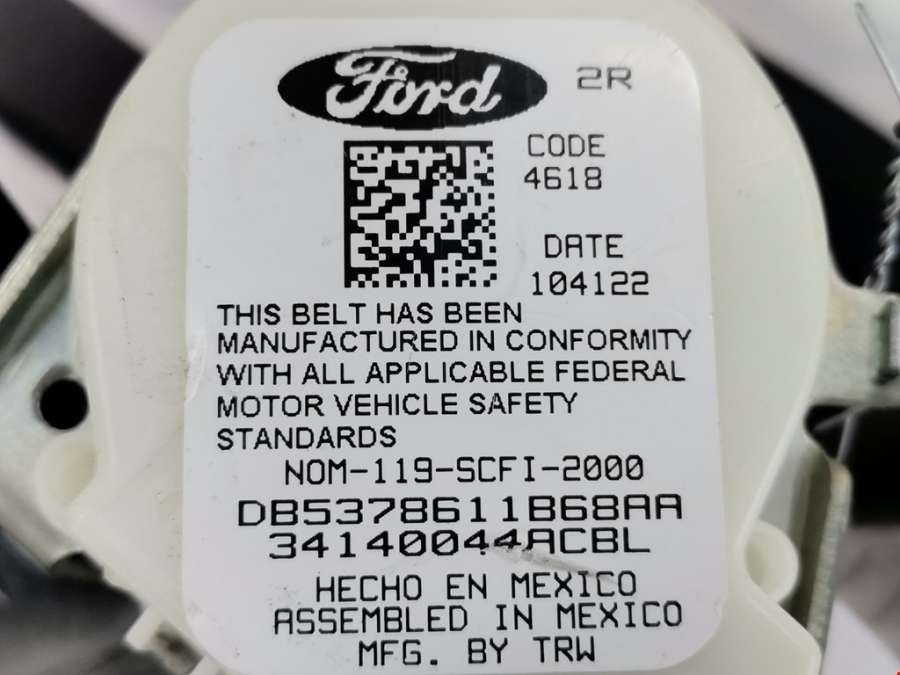 Ford
2R
CODE
4618
DATE
104122
THIS BELT HAS BEEN
MANUFACTURED IN CONFORMITY
WITH ALL APPLICABLE FEDERAL
MOTOR VEHICLE SAFETY
STANDARDS
NOM-119-SCFI-2000
DB5378611B68AA
34140044ACBL
HECHO EN MEXICO
ASSEMBLED IN MEXICO
MFG. BY TRW